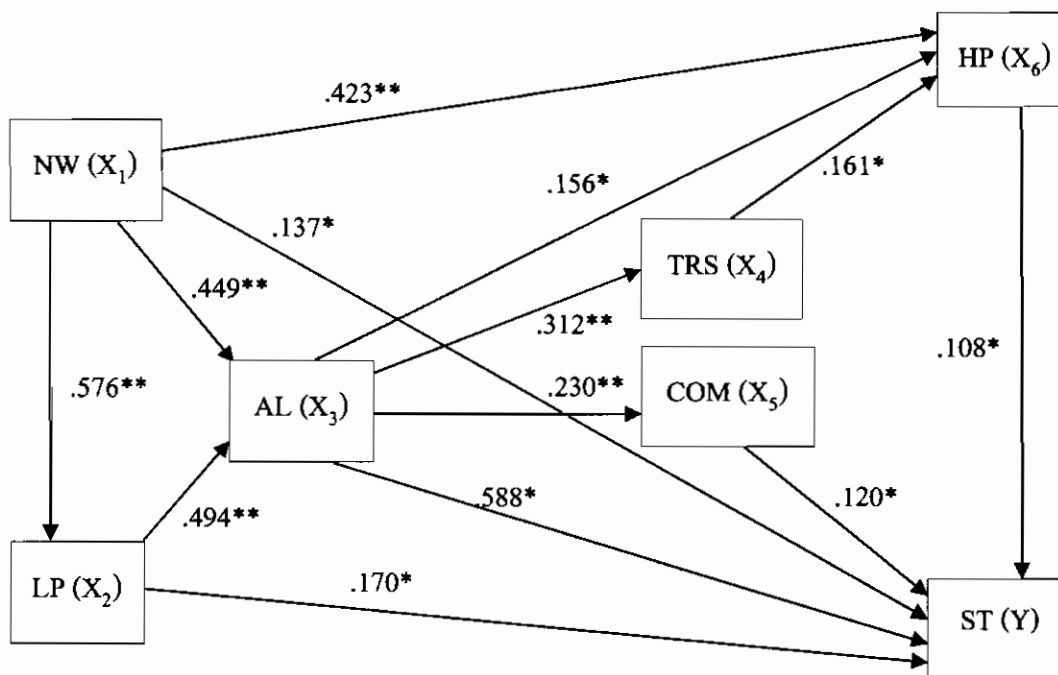 HP (X6)
.423**
NW (X1)
.156*
.161*
.137*
TRS (X4)
.449**
.312**
.108*
.576**
.230**
COM (X5)
AL (X3)
.588*
.120*
.494**
LP (X2)
.170*
ST (Y)